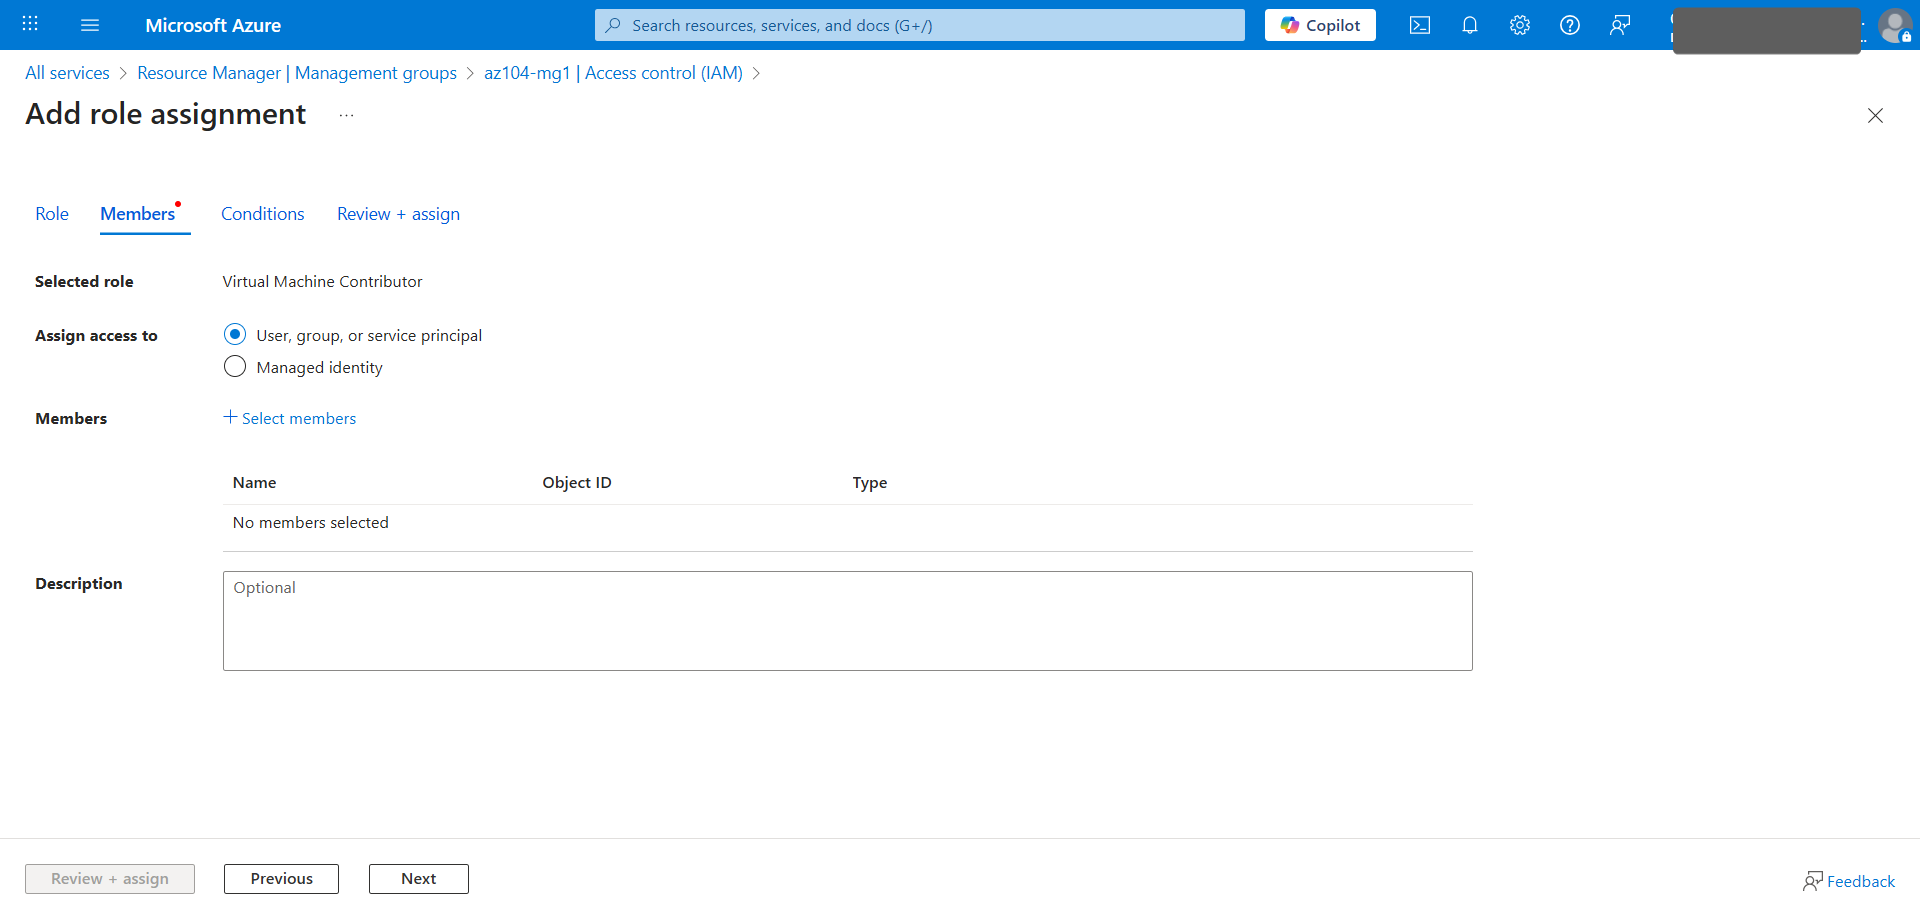 Microsoft Azure
Search resources, services, and docs (G+/)
Copilot
All services > Resource Manager | Management groups > az104-mg1 | Access control (IAM) >
Add role assignment ...
Role Members Conditions Review + assign
Selected role Virtual Machine Contributor
Assign access to User, group, or service principal
Managed identity
Members + Select members
Name Object ID Type
No members selected
Description Optional
Review + assign Previous Next
Feedback